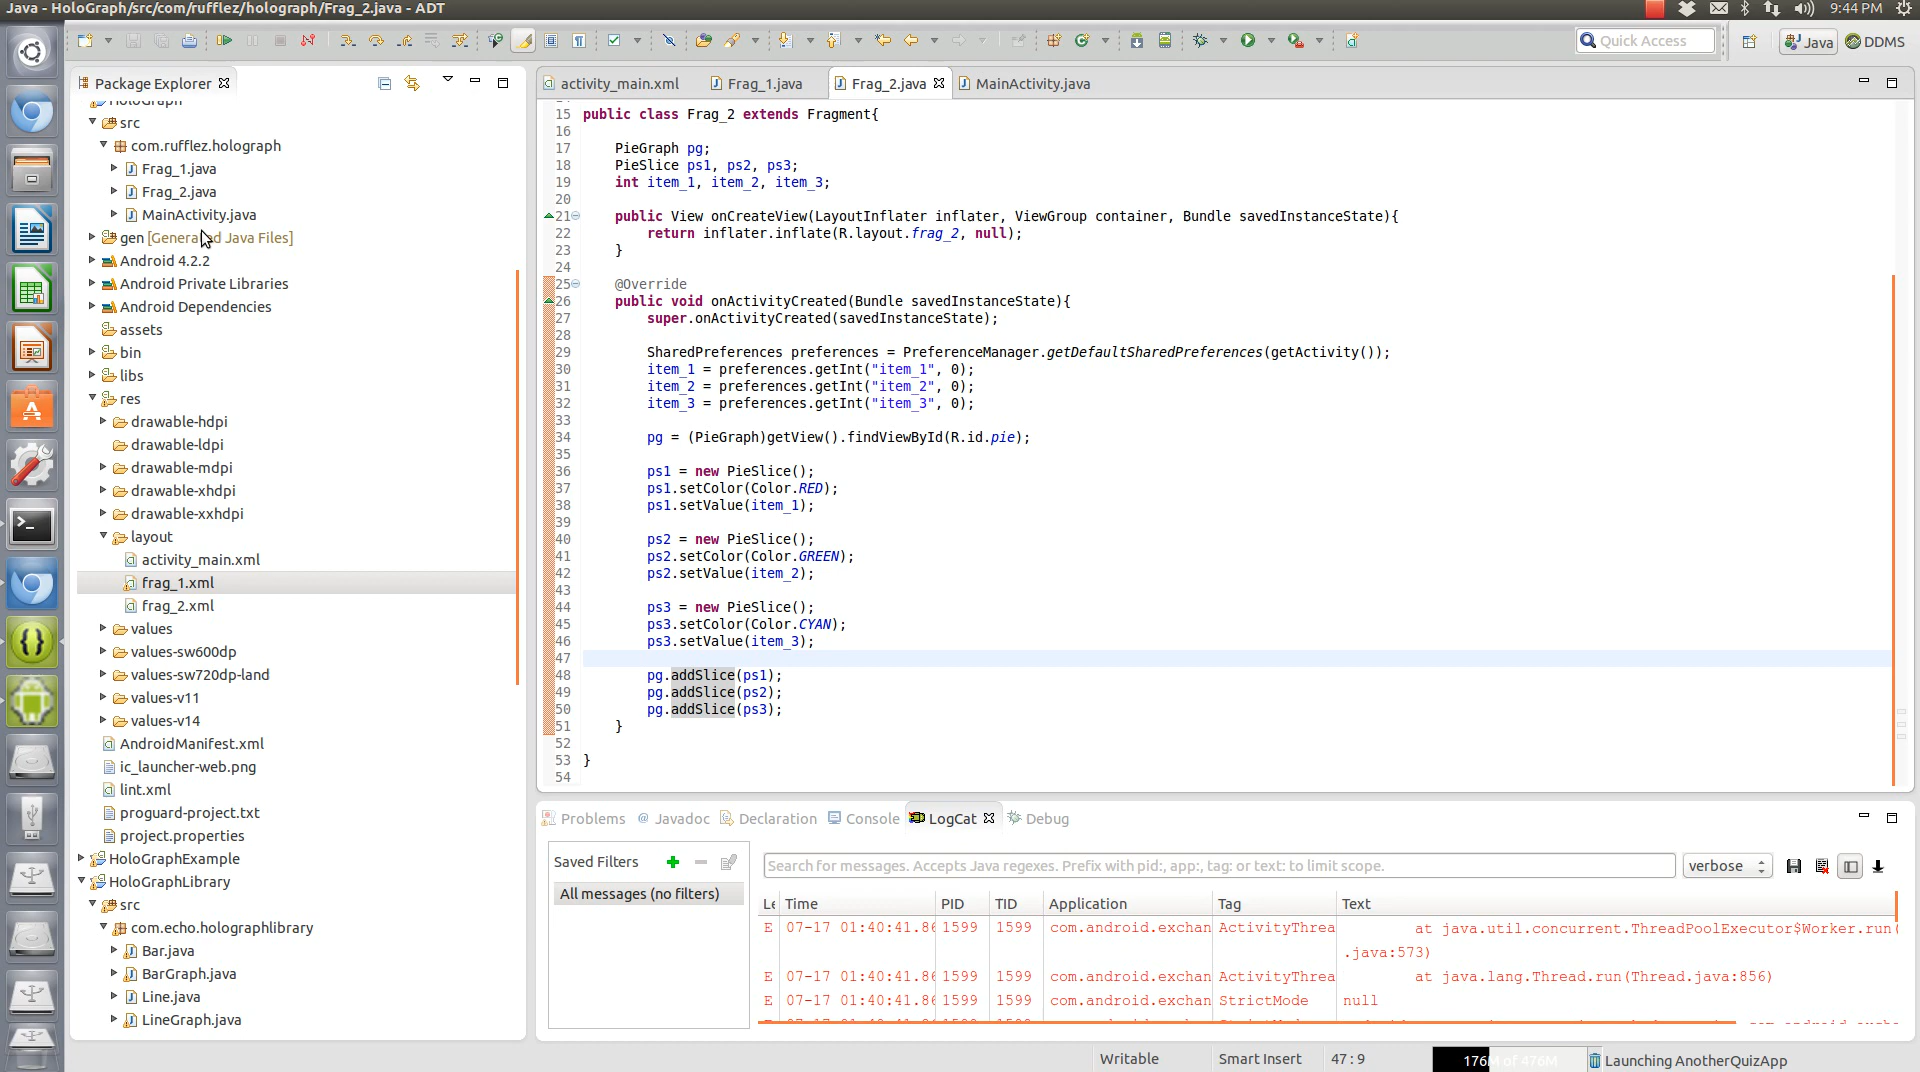 Java - HoloGraph/src/com/rufflez/holograph/Frag_2.java - ADT
9:44 PM
Quick Access
Java
DDMS
Package Explorer
activity_main.xml
Frag_1.java
Frag_2.java
MainActivity.java
HoloGraph
src
com.rufflez.holograph
Frag_1.java
Frag_2.java
MainActivity.java
gen [Generated Java Files]
Android 4.2.2
Android Private Libraries
Android Dependencies
assets
bin
libs
res
drawable-hdpi
drawable-ldpi
drawable-mdpi
drawable-xhdpi
drawable-xxhdpi
layout
activity_main.xml
frag_1.xml
frag_2.xml
values
values-sw600dp
values-sw720dp-land
values-v11
values-v14
AndroidManifest.xml
ic_launcher-web.png
lint.xml
proguard-project.txt
project.properties
HoloGraphExample
HoloGraphLibrary
src
com.echo.holographlibrary
Bar.java
BarGraph.java
Line.java
LineGraph.java
15 public class Frag_2 extends Fragment{
16
17 PieGraph pg;
18 PieSlice ps1, ps2, ps3;
19 int item_1, item_2, item_3;
20
21 public View onCreateView(LayoutInflater inflater, ViewGroup container, Bundle savedInstanceState){
22 return inflater.inflate(R.layout.frag_2, null);
23 }
24
25 @Override
26 public void onActivityCreated(Bundle savedInstanceState){
27 super.onActivityCreated(savedInstanceState);
28
29 SharedPreferences preferences = PreferenceManager.getDefaultSharedPreferences(getActivity());
30 item_1 = preferences.getInt("item_1", 0);
31 item_2 = preferences.getInt("item_2", 0);
32 item_3 = preferences.getInt("item_3", 0);
33
34 pg = (PieGraph)getView().findViewById(R.id.pie);
35
36 ps1 = new PieSlice();
37 ps1.setColor(Color.RED);
38 ps1.setValue(item_1);
39
40 ps2 = new PieSlice();
41 ps2.setColor(Color.GREEN);
42 ps2.setValue(item_2);
43
44 ps3 = new PieSlice();
45 ps3.setColor(Color.CYAN);
46 ps3.setValue(item_3);
47
48 pg.addSlice(ps1);
49 pg.addSlice(ps2);
50 pg.addSlice(ps3);
51 }
52
53 }
54
Problems @ Javadoc Declaration Console LogCat Debug
Saved Filters
All messages (no filters)
Search for messages. Accepts Java regexes. Prefix with pid:, app:, tag: or text: to limit scope.
verbose
Le Time PID TID Application Tag Text
E 07-17 01:40:41.86 1599 1599 com.android.exchan ActivityThrea at java.util.concurrent.ThreadPoolExecutor$Worker.run(
.java:573)
E 07-17 01:40:41.86 1599 1599 com.android.exchan ActivityThrea at java.lang.Thread.run(Thread.java:856)
E 07-17 01:40:41.86 1599 1599 com.android.exchan StrictMode null
Writable
Smart Insert
47 : 9
176M of 476M
Launching AnotherQuizApp